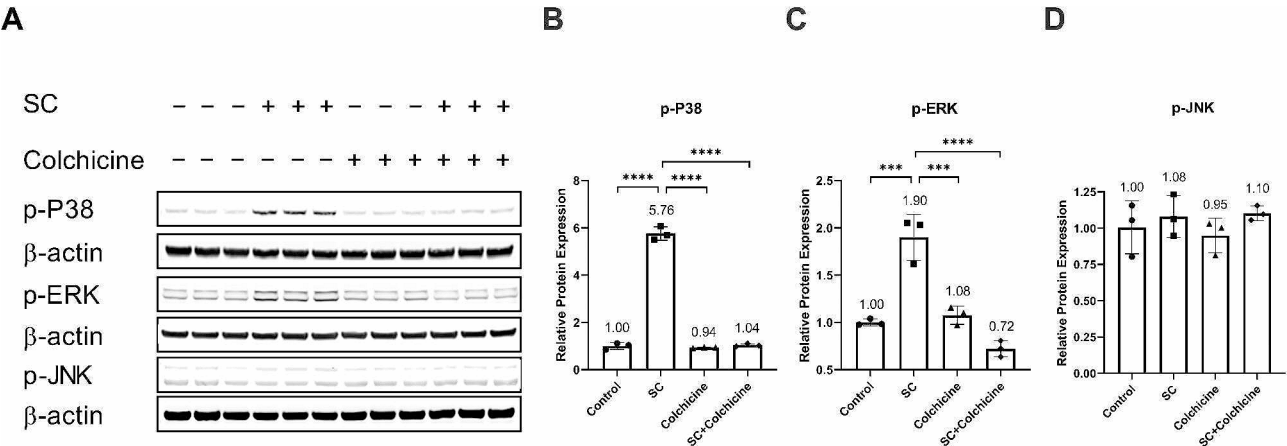 A
SC − − − + + + − − − + + +
Colchicine − − − − − − + + + + + +
p-P38
β-actin
p-ERK
β-actin
p-JNK
β-actin
B
p-P38
Relative Protein Expression
8
6
4
2
0
****
**** ****
1.00
5.76
0.94
1.04
Control
SC
Colchicine
SC+Colchicine
C
p-ERK
Relative Protein Expression
2.5
2.0
1.5
1.0
0.5
****
*** ***
1.00
1.90
1.08
0.72
Control
SC
Colchicine
SC+Colchicine
D
p-JNK
Relative Protein Expression
1.25
1.00
0.75
0.50
0.25
0.00
1.00
1.08
0.95
1.10
Control
SC
Colchicine
SC+Colchicine